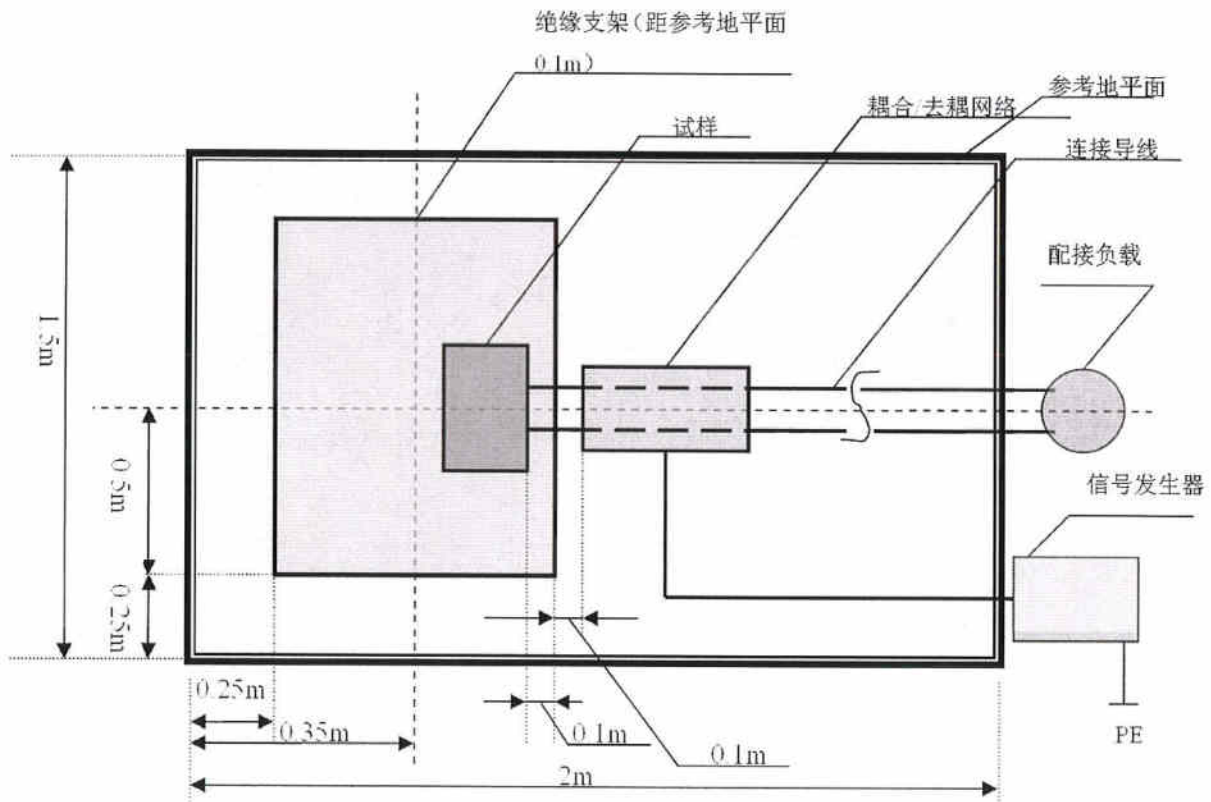 绝缘支架（距参考地平面
0.1m）
参考地平面
耦合/去耦网络
试样
连接导线
配接负载
1.5m
信号发生器
0.5m
0.25m
0.25m
0.35m
0.1m
0.1m
PE
2m